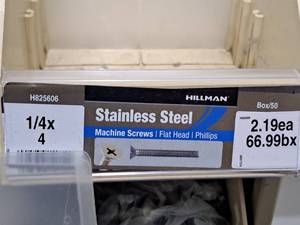 H825606
1/4x
4
HILLMAN
Stainless Steel
Machine Screws | Flat Head | Phillips
Box/50
2.19ea
66.99bx